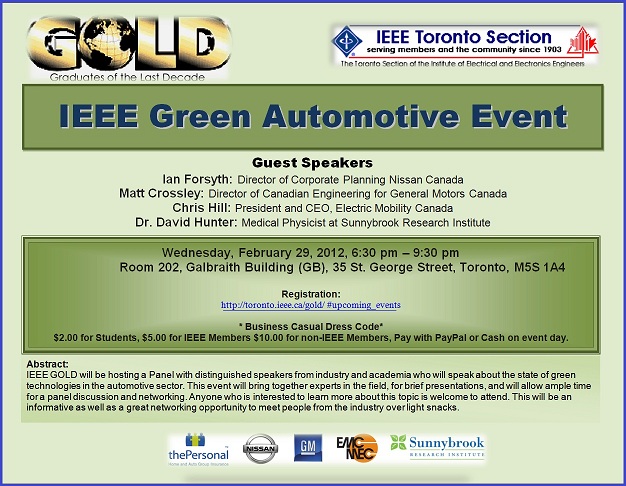 GOLD
Graduates of the Last Decade
IEEE Toronto Section
serving members and the community since 1903
The Toronto Section of the Institute of Electrical and Electronics Engineers
IEEE Green Automotive Event
Guest Speakers
Ian Forsyth: Director of Corporate Planning Nissan Canada
Matt Crossley: Director of Canadian Engineering for General Motors Canada
Chris Hill: President and CEO, Electric Mobility Canada
Dr. David Hunter: Medical Physicist at Sunnybrook Research Institute
Wednesday, February 29, 2012, 6:30 pm – 9:30 pm
Room 202, Galbraith Building (GB), 35 St. George Street, Toronto, M5S 1A4
Registration:
http://toronto.ieee.ca/gold/ #upcoming_events
* Business Casual Dress Code*
$2.00 for Students, $5.00 for IEEE Members $10.00 for non-IEEE Members, Pay with PayPal or Cash on event day.
Abstract:
IEEE GOLD will be hosting a Panel with distinguished speakers from industry and academia who will speak about the state of green
technologies in the automotive sector. This event will bring together experts in the field, for brief presentations, and will allow ample time
for a panel discussion and networking. Anyone who is interested to learn more about this topic is welcome to attend. This will be an
informative as well as a great networking opportunity to meet people from the industry over light snacks.
thePersonal
Home and Auto Group Insurance
NISSAN
GM
EMC
MEC
Sunnybrook
RESEARCH INSTITUTE